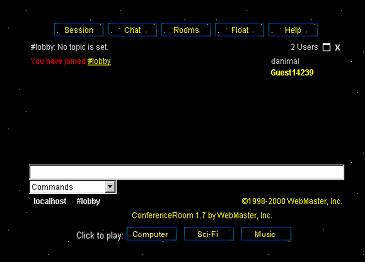 Session Chat Rooms Float Help
#lobby: No topic is set. 2 Users X
You have joined #lobby danimal
Guest14239
Commands
localhost #lobby ©1998-2000 WebMaster, Inc.
ConferenceRoom 1.7 by WebMaster, Inc.
Click to play: Computer Sci-Fi Music